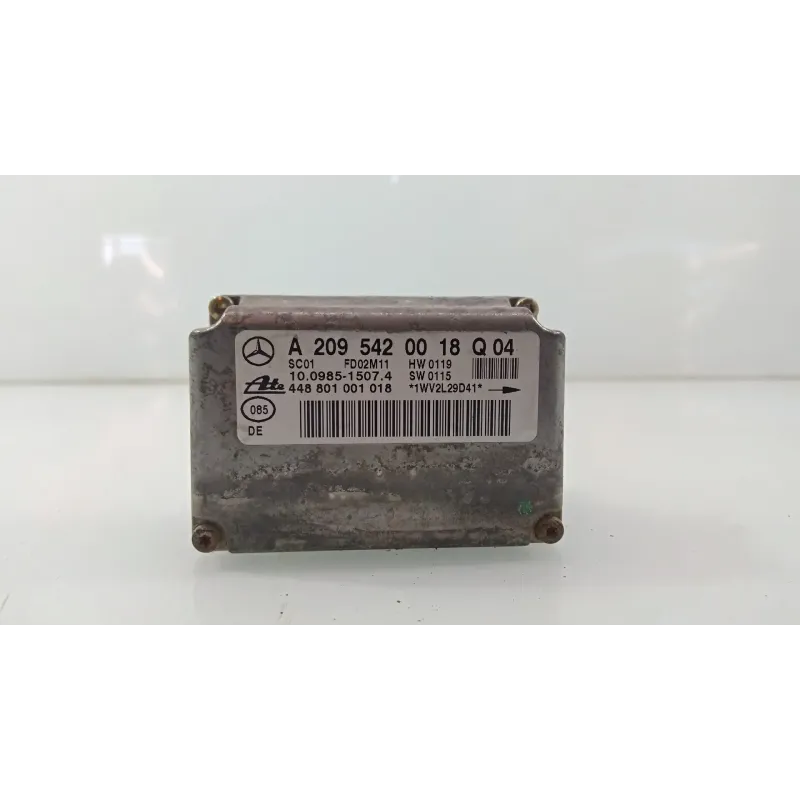 A 209 542 00 18 Q 04
SC01 FD02M11 HW 0119
10.0985-1507.4 SW 0115
Ate 448 801 001 018 *1WV2L29D41*
085
DE